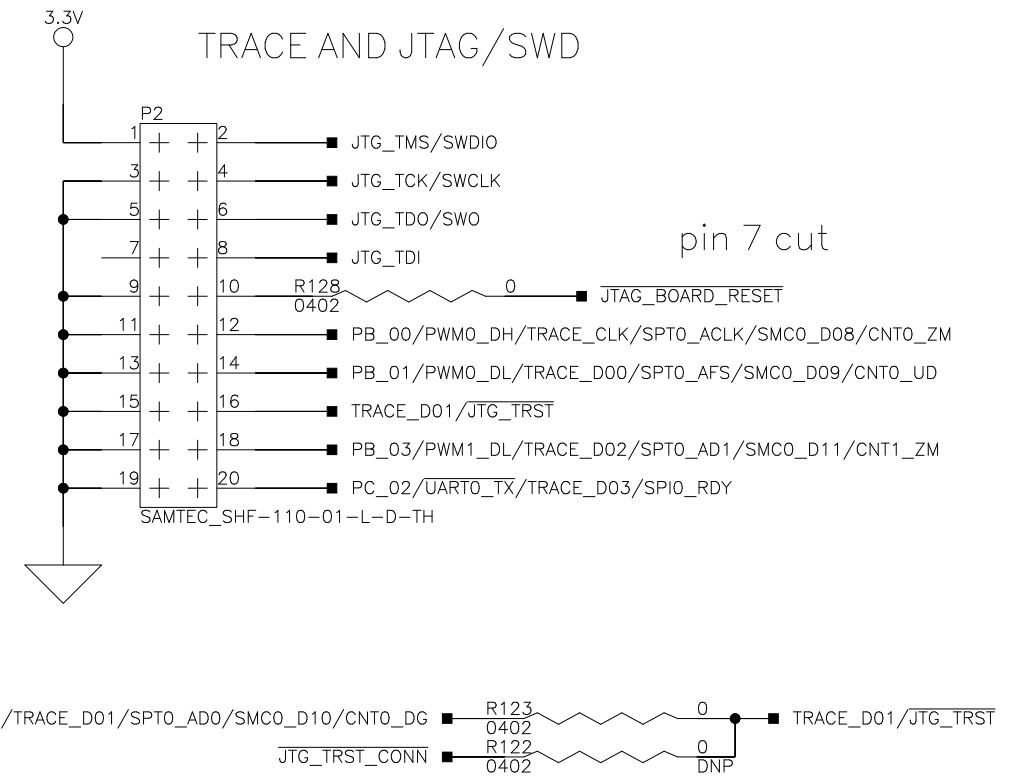 3.3V
TRACE AND JTAG/SWD
P2
1 2 JTG_TMS/SWDIO
3 4 JTG_TCK/SWCLK
5 6 JTG_TDO/SWO
pin 7 cut
7 8 JTG_TDI
9 10 R128 0 JTAG_BOARD_RESET
0402
11 12 PB_00/PWM0_DH/TRACE_CLK/SPT0_ACLK/SMC0_D08/CNT0_ZM
13 14 PB_01/PWM0_DL/TRACE_D00/SPT0_AFS/SMC0_D09/CNT0_UD
15 16 TRACE_D01/JTG_TRST
17 18 PB_03/PWM1_DL/TRACE_D02/SPT0_AD1/SMC0_D11/CNT1_ZM
19 20 PC_02/UART0_TX/TRACE_D03/SPI0_RDY
SAMTEC_SHF-110-01-L-D-TH
/TRACE_D01/SPT0_AD0/SMC0_D10/CNT0_DG R123 0 TRACE_D01/JTG_TRST
0402
JTG_TRST_CONN R122 0
0402 DNP